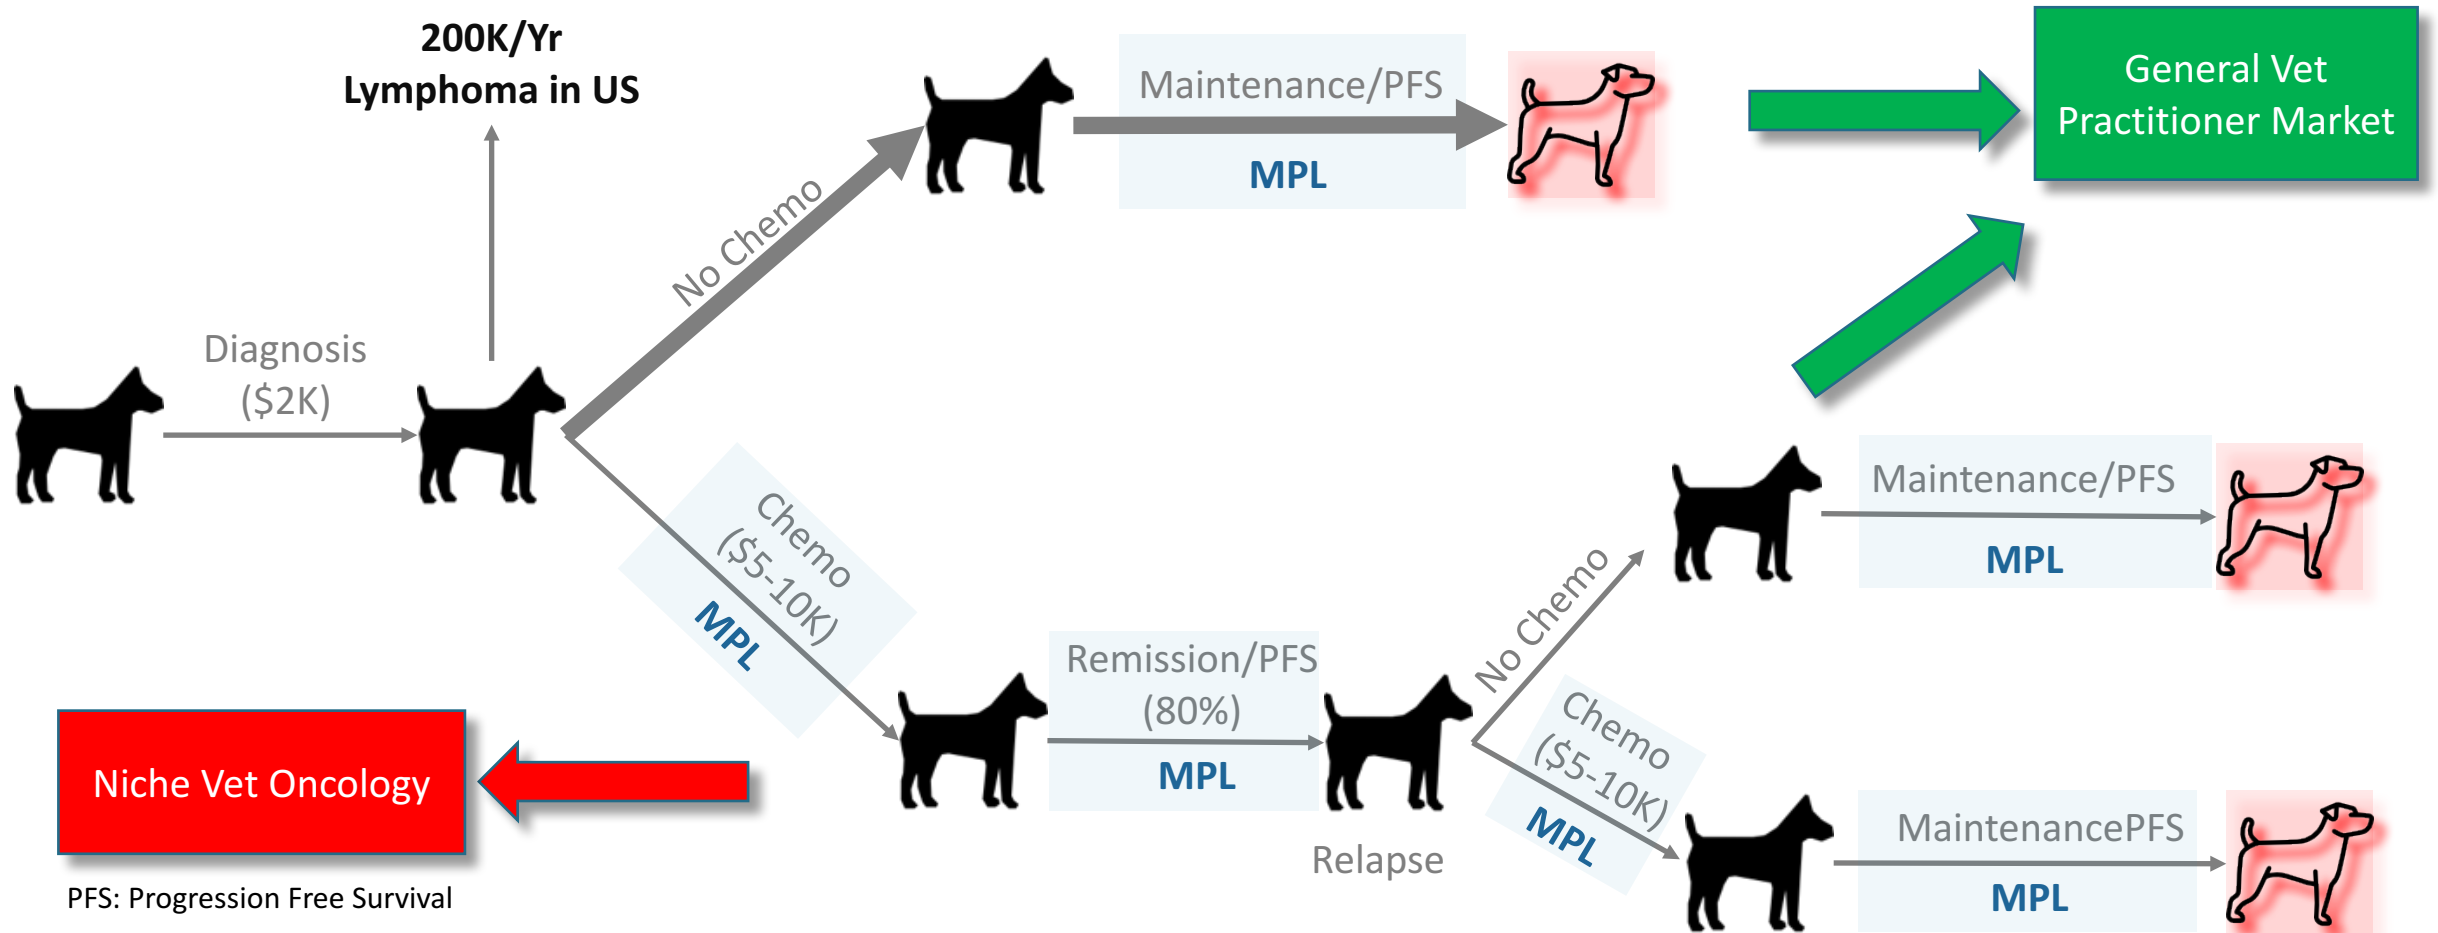 200K/Yr
Lymphoma in US
Maintenance/PFS
MPL
General Vet
Practitioner Market
No Chemo
Diagnosis
($2K)
Chemo
($5-10K)
MPL
Maintenance/PFS
MPL
No Chemo
Remission/PFS
(80%)
MPL
Relapse
Chemo
($5-10K)
MPL
MaintenancePFS
MPL
Niche Vet Oncology
PFS: Progression Free Survival